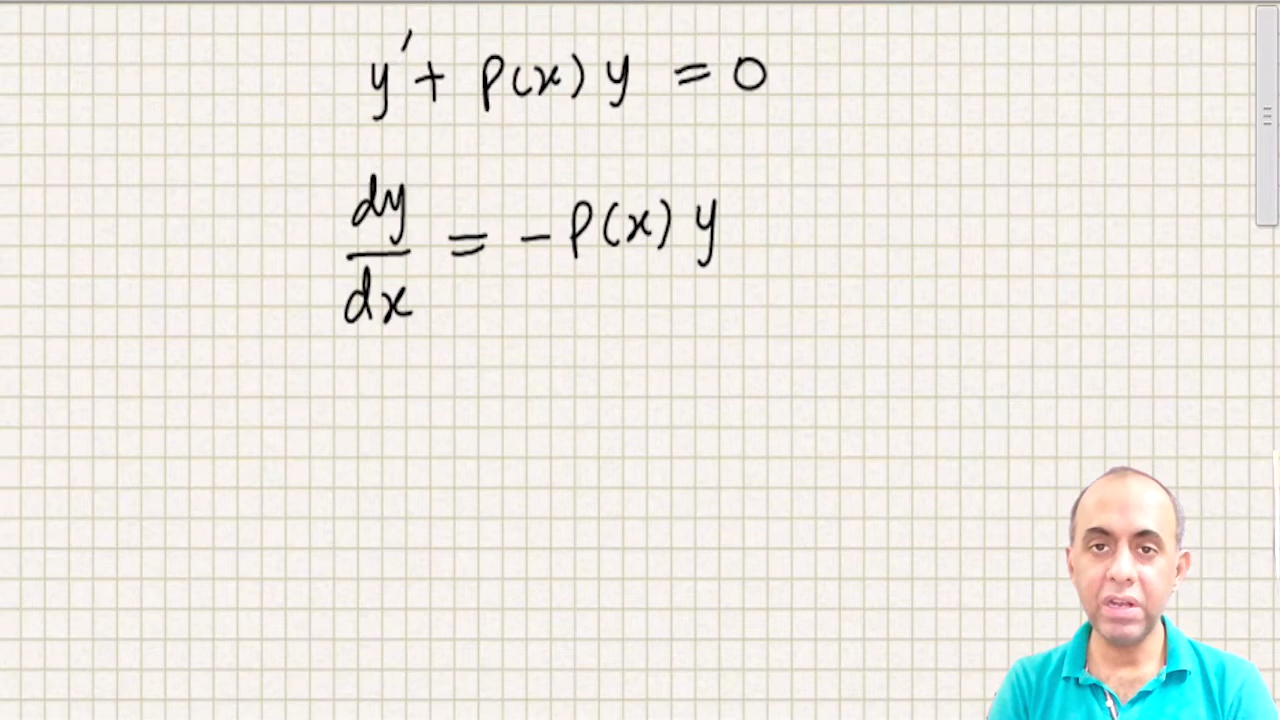 y′ + p(x) y = 0
dy/dx = - p(x) y